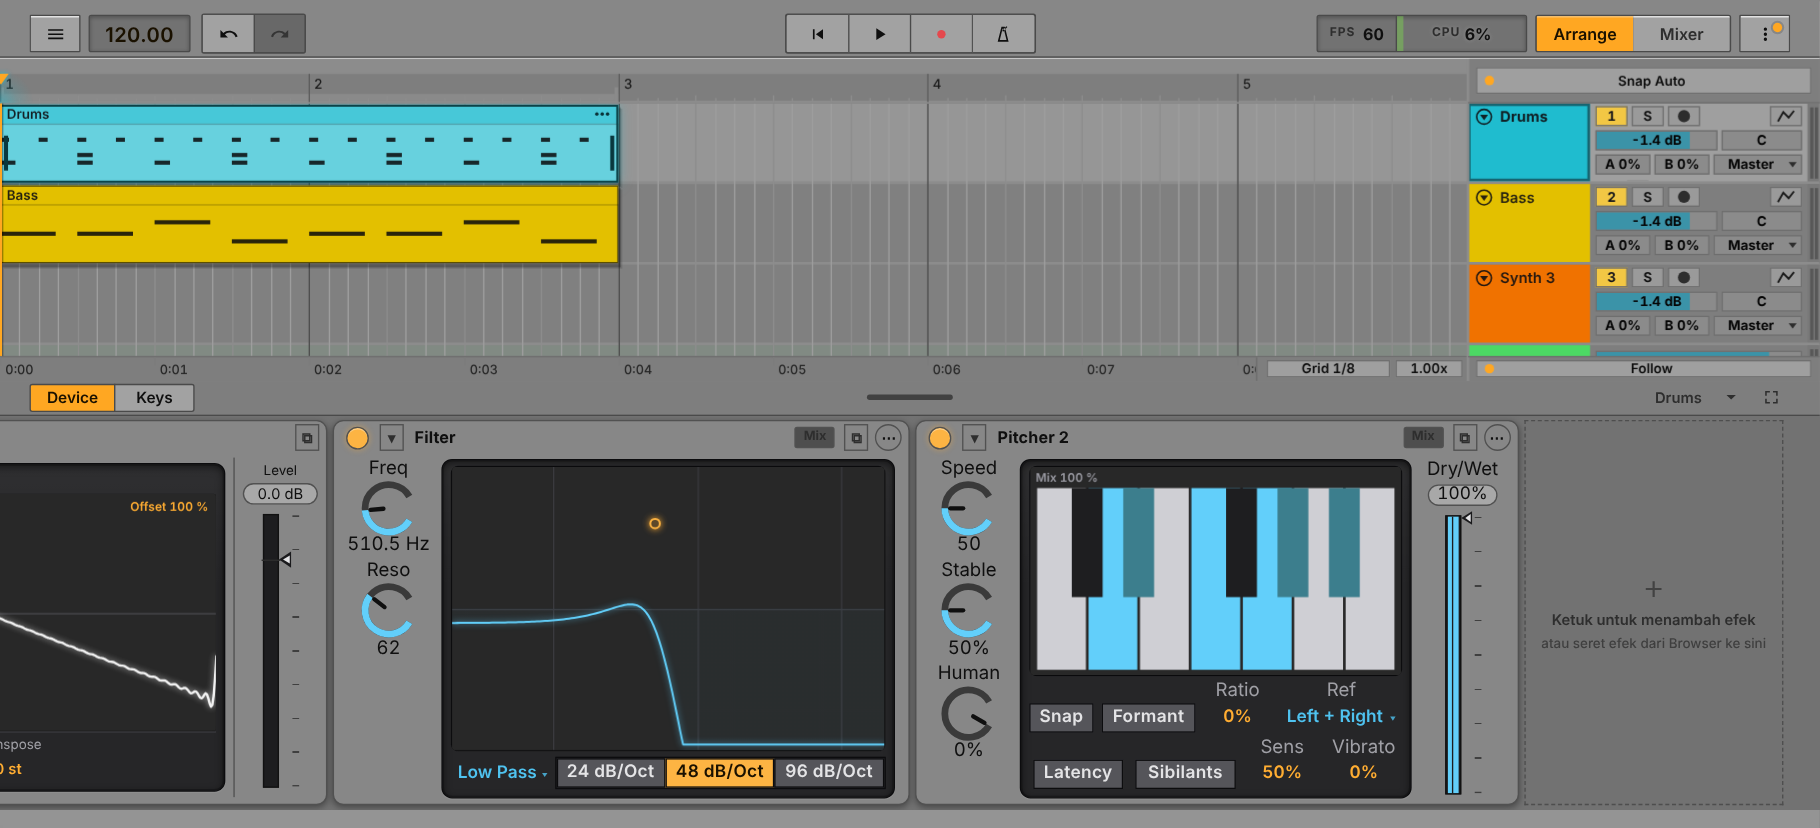 120.00
FPS 60
CPU 6%
Arrange
Mixer
1
2
3
4
5
Snap Auto
Drums
Drums
1
S
-1.4 dB
C
A 0%
B 0%
Master
Bass
Bass
2
S
-1.4 dB
C
A 0%
B 0%
Master
Synth 3
3
S
-1.4 dB
C
A 0%
B 0%
Master
0:00
0:01
0:02
0:03
0:04
0:05
0:06
0:07
Grid 1/8
1.00x
Follow
Device
Keys
Drums
Filter
Mix
Pitcher 2
Mix
Offset 100 %
Level
0.0 dB
Freq
510.5 Hz
Reso
62
Low Pass
24 dB/Oct
48 dB/Oct
96 dB/Oct
Speed
50
Stable
50%
Human
0%
Mix 100 %
Snap
Formant
Ratio
0%
Ref
Left + Right
Latency
Sibilants
Sens
50%
Vibrato
0%
Dry/Wet
100%
Ketuk untuk menambah efek
atau seret efek dari Browser ke sini